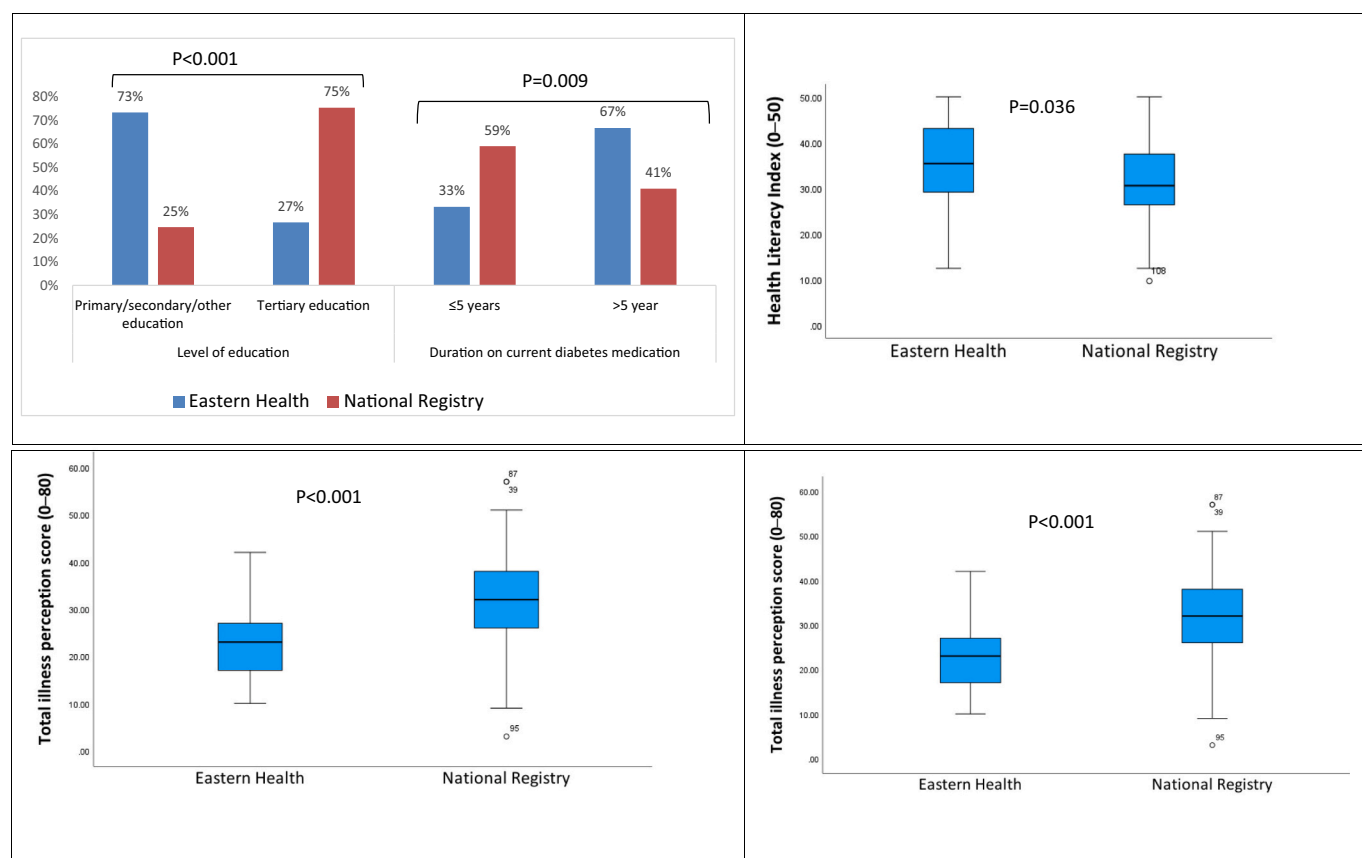 P<0.001
P=0.009
80%
70%
60%
50%
40%
30%
20%
10%
0%
73%
25%
27%
75%
33%
59%
67%
41%
Primary/secondary/other
education
Tertiary education
≤5 years
>5 year
Level of education
Duration on current diabetes medication
Eastern Health
National Registry
Health Literacy Index (0–50)
P=0.036
50.00
40.00
30.00
20.00
10.00
.00
108
Eastern Health
National Registry
Total illness perception score (0–80)
P<0.001
60.00
50.00
40.00
30.00
20.00
10.00
.00
87
39
95
Eastern Health
National Registry
Total illness perception score (0–80)
P<0.001
60.00
50.00
40.00
30.00
20.00
10.00
.00
87
39
95
Eastern Health
National Registry